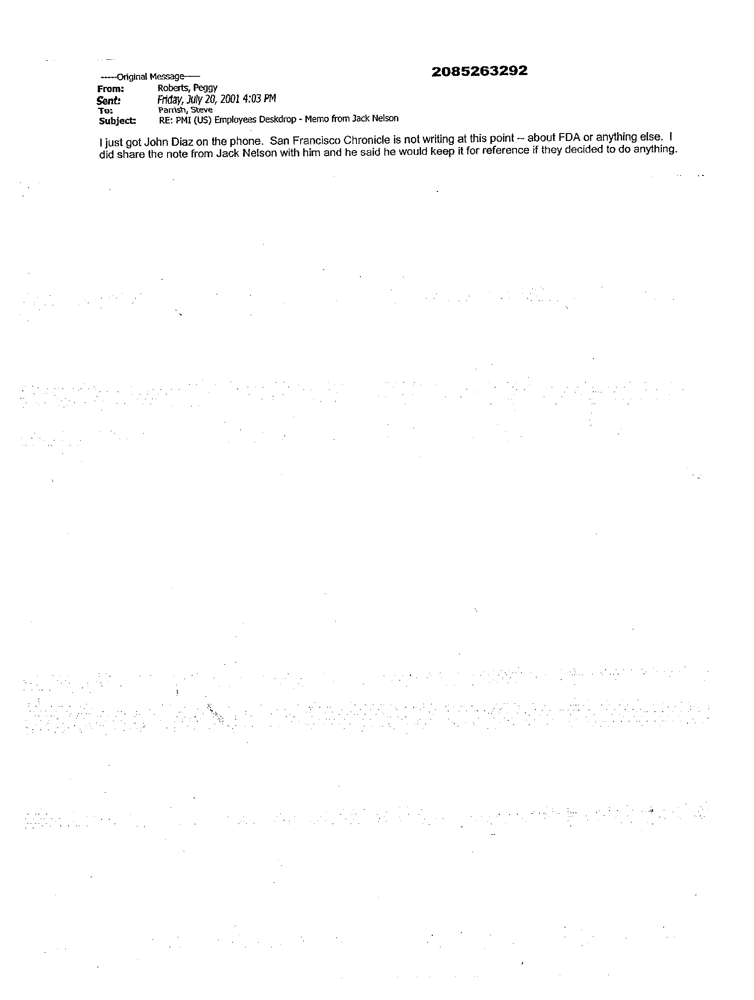 2085263292
-----Original Message-----
From: Roberts, Peggy
Sent: Friday, July 20, 2001 4:03 PM
To: Parrish, Steve
Subject: RE: PMI (US) Employees Deskdrop - Memo from Jack Nelson
I just got John Diaz on the phone. San Francisco Chronicle is not writing at this point -- about FDA or anything else. I
did share the note from Jack Nelson with him and he said he would keep it for reference if they decided to do anything.